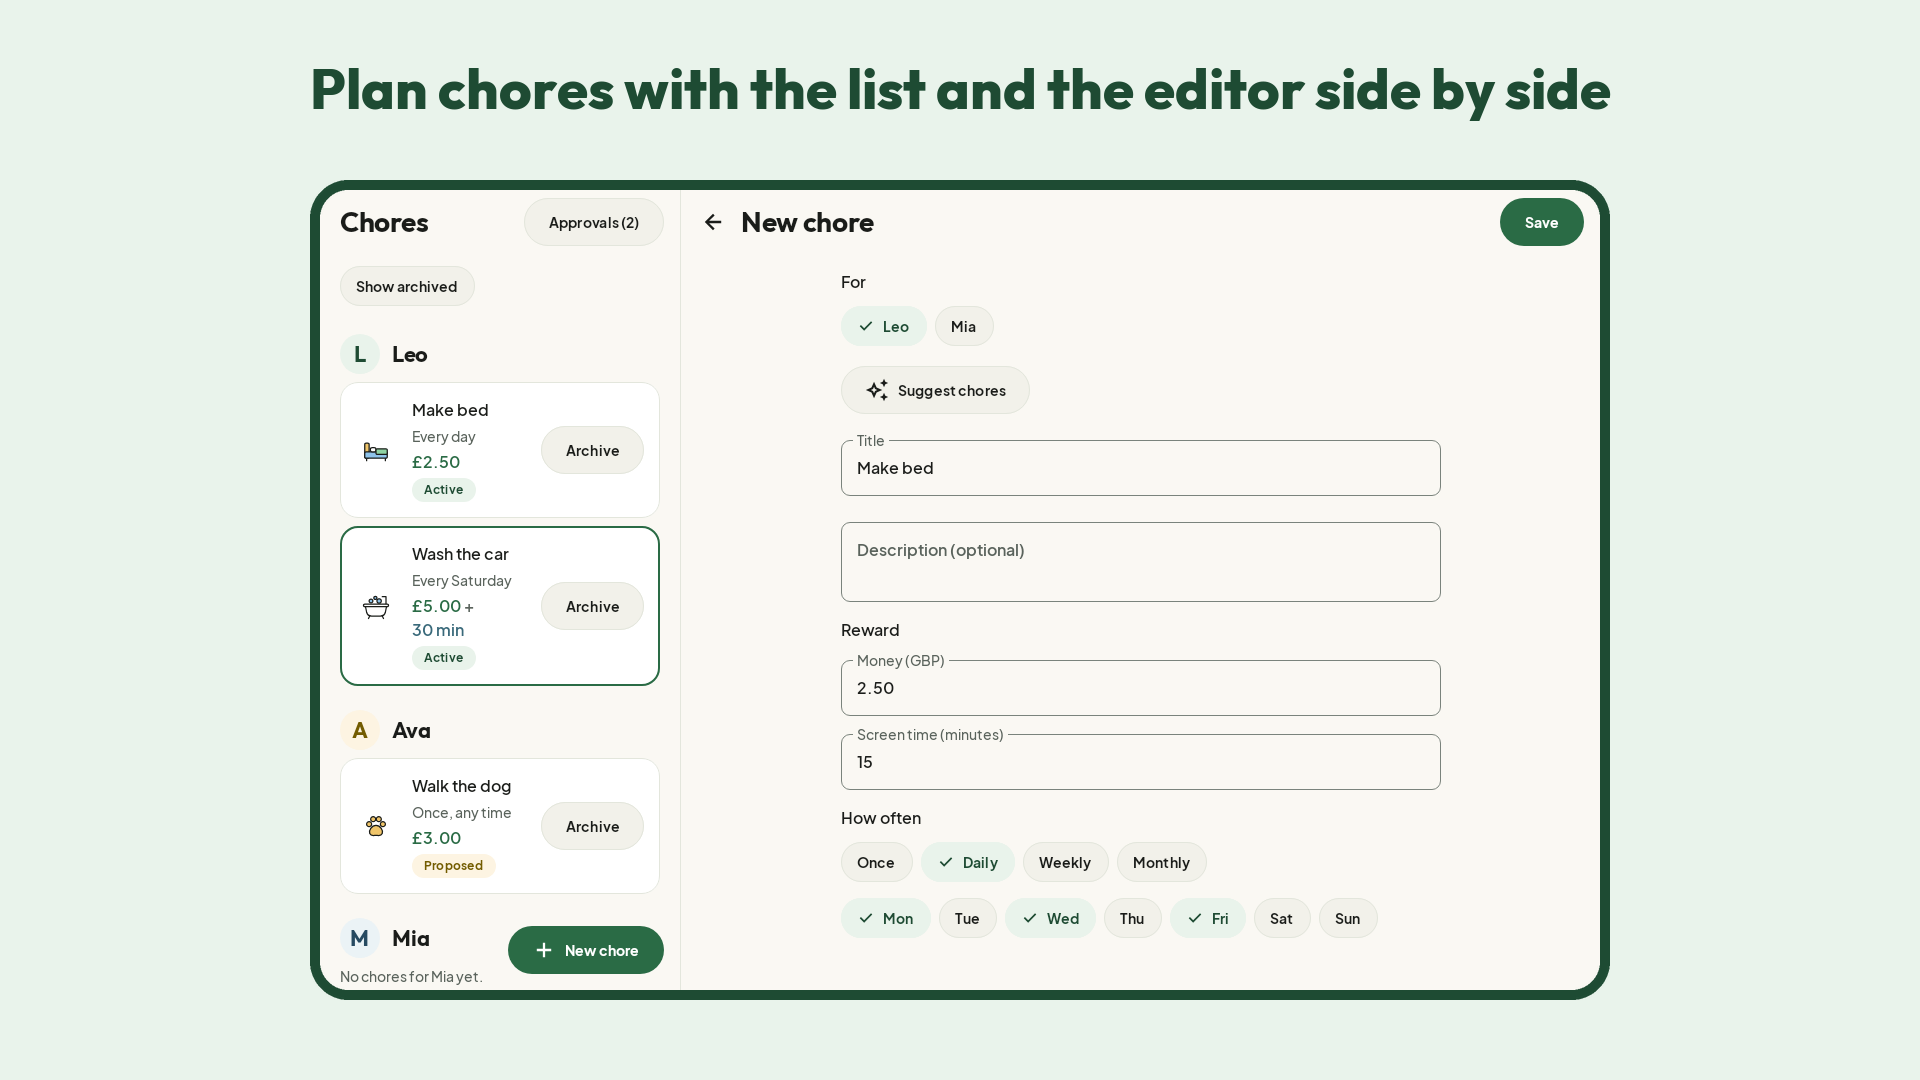 Plan chores with the list and the editor side by side
Chores
Approvals (2)
Show archived
L
Leo
Make bed
Every day
£2.50
Active
Archive
Wash the car
Every Saturday
£5.00 +
30 min
Active
Archive
A
Ava
Walk the dog
Once, any time
£3.00
Proposed
Archive
M
Mia
No chores for Mia yet.
New chore
New chore
Save
For
Leo
Mia
Suggest chores
Title
Make bed
Description (optional)
Reward
Money (GBP)
2.50
Screen time (minutes)
15
How often
Once
Daily
Weekly
Monthly
Mon
Tue
Wed
Thu
Fri
Sat
Sun